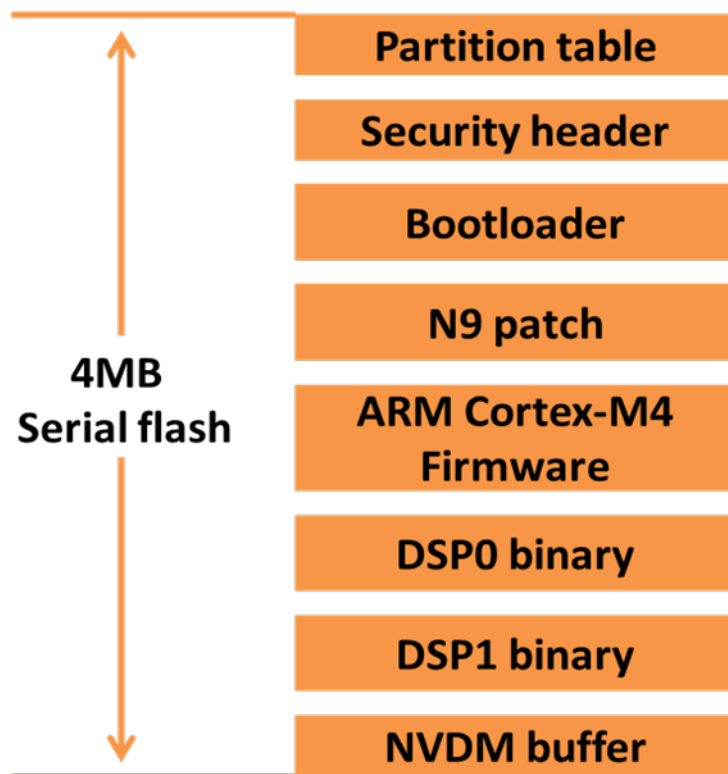 Partition table
Security header
Bootloader
N9 patch
4MB
Serial flash
ARM Cortex-M4
Firmware
DSP0 binary
DSP1 binary
NVDM buffer